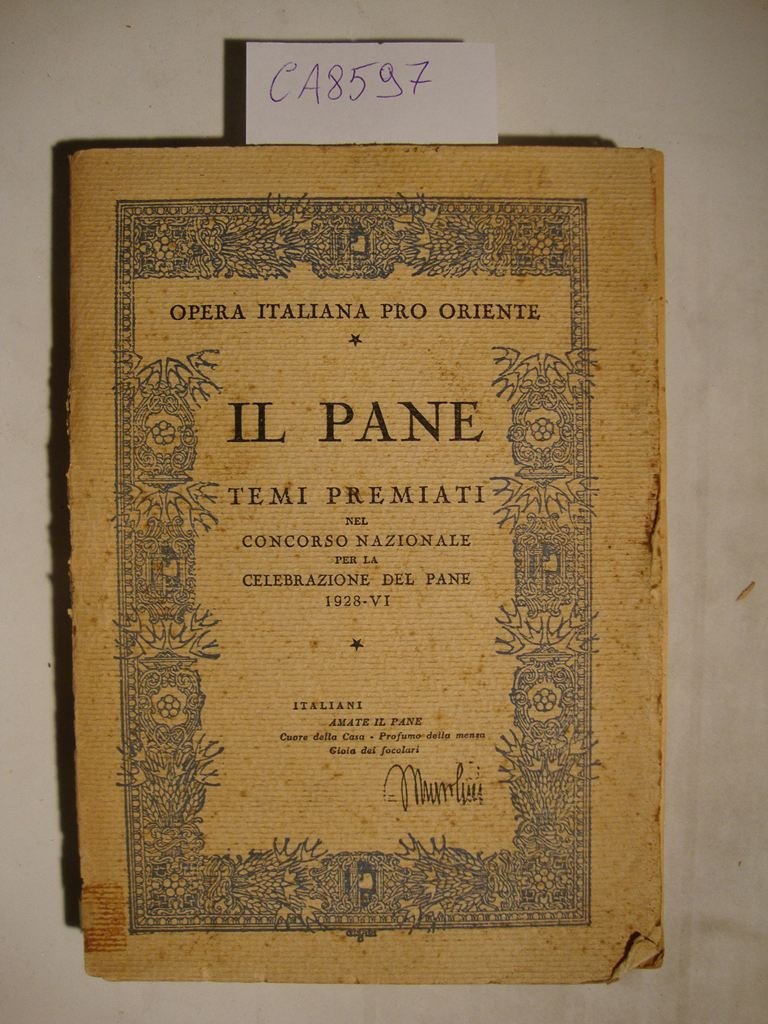 CA8597
OPERA ITALIANA PRO ORIENTE
IL PANE
TEMI PREMIATI
NEL
CONCORSO NAZIONALE
PER LA
CELEBRAZIONE DEL PANE
1928-VI
ITALIANI
AMATE IL PANE
Cuore della Casa - Profumo della mensa
Gioia dei focolari
Mussolini